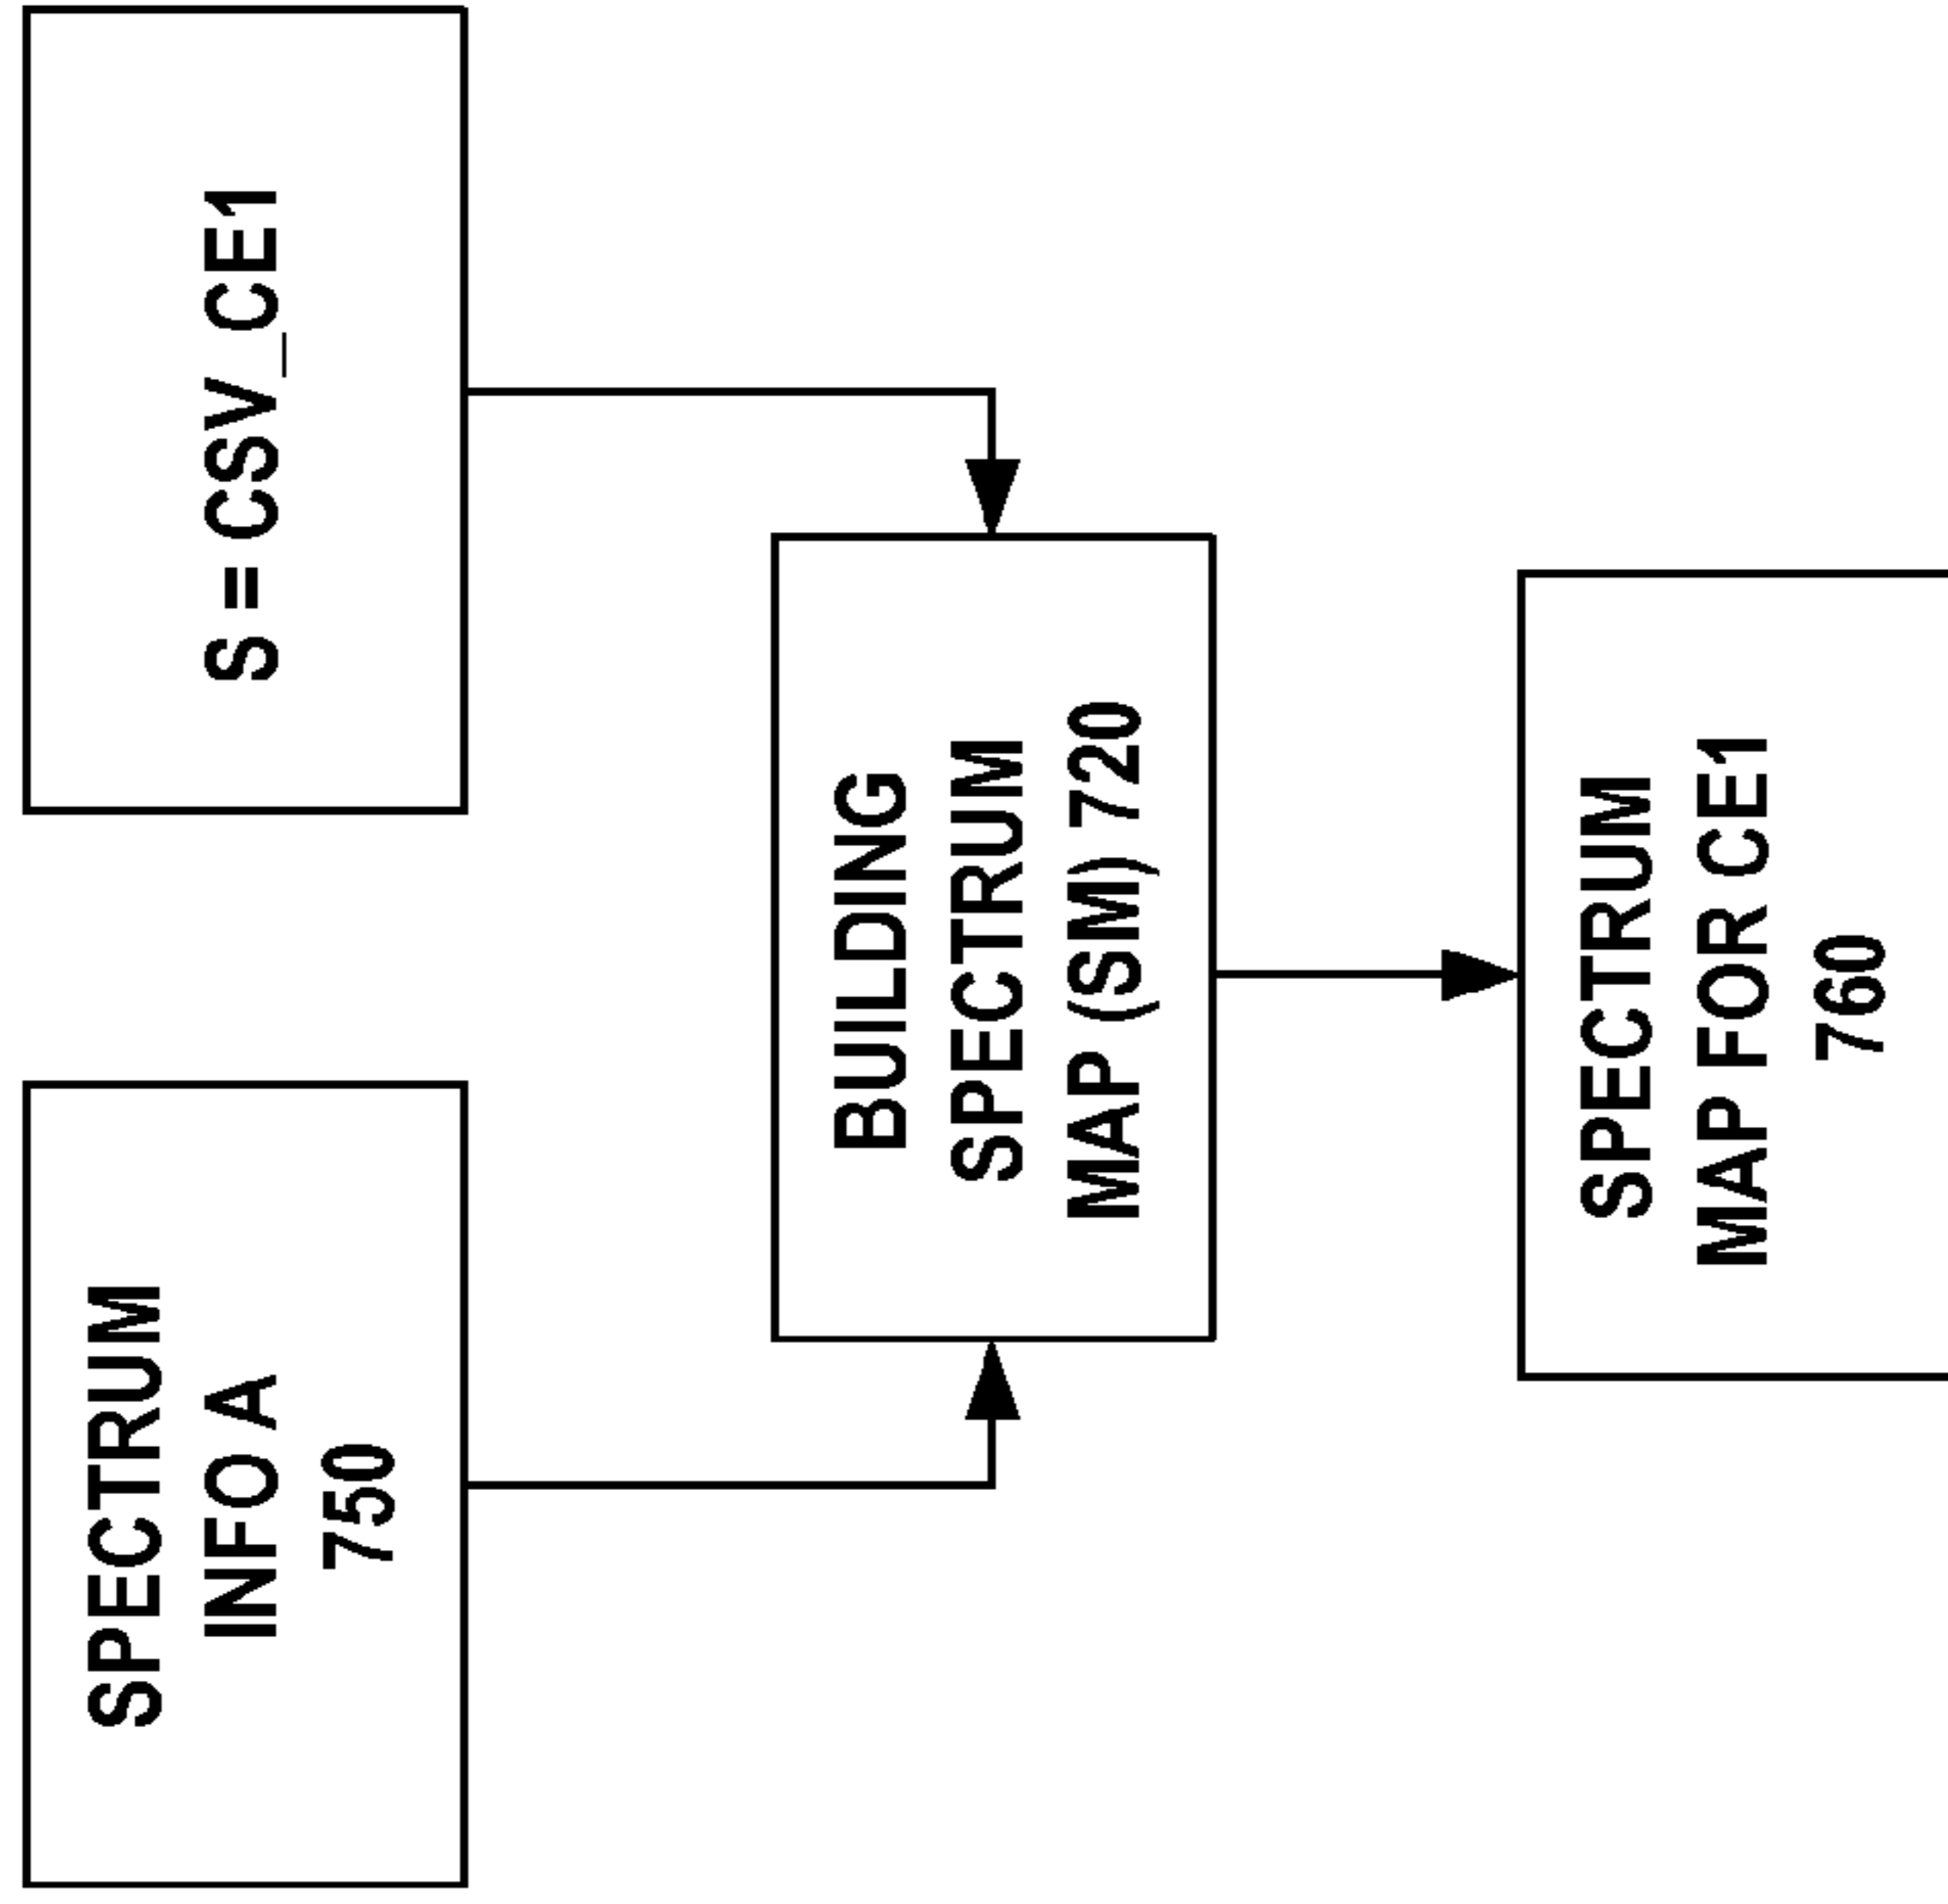 SPECTRUM
INFO A
750
S = CSV_CE1
BUILDING
SPECTRUM
MAP (SM) 720
SPECTRUM
MAP FOR CE1
760